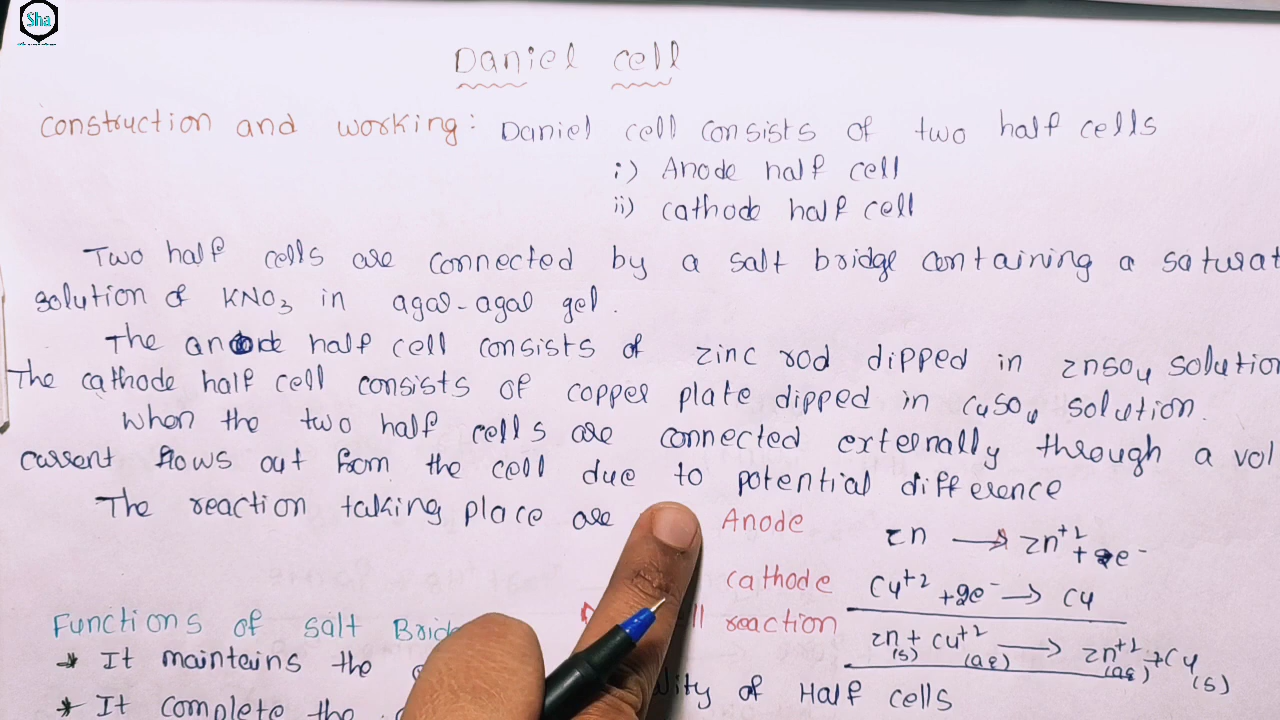 Sha
Daniel cell
construction and working: Daniel cell consists of two half cells
i) Anode half cell
ii) cathode half cell
Two half cells are connected by a salt bridge containing a saturat
solution of KNO3 in agar-agar gel.
The anode half cell consists of zinc rod dipped in znso4 solution
The cathode half cell consists of copper plate dipped in cuso4 solution.
when the two half cells are connected externally through a vol
current flows out from the cell due to potential difference
The reaction taking place are
Anode zn → zn+2 + 2e-
cathode cu+2 + 2e- → cu
ll reaction zn(s) + cu+2(aq) → zn+2(aq) + cu(s)
Functions of salt Brid
* It maintains the
lity of Half cells
* It complete the